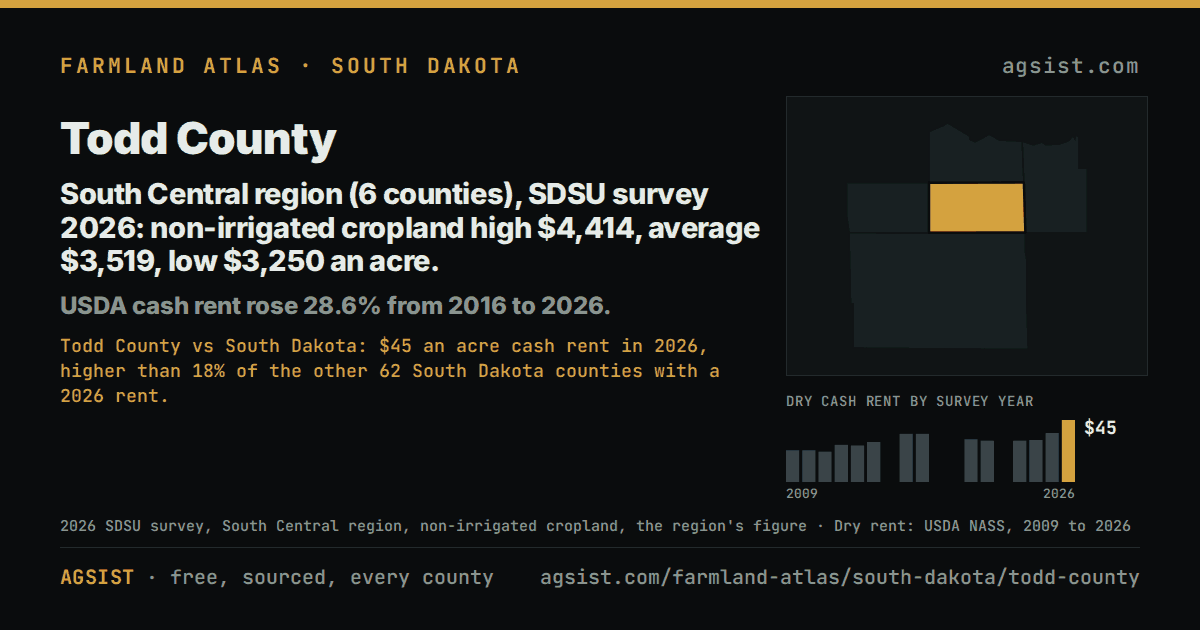 FARMLAND ATLAS · SOUTH DAKOTA
agsist.com
Todd County
South Central region (6 counties), SDSU survey
2026: non-irrigated cropland high $4,414, average
$3,519, low $3,250 an acre.
USDA cash rent rose 28.6% from 2016 to 2026.
Todd County vs South Dakota: $45 an acre cash rent in 2026,
higher than 18% of the other 62 South Dakota counties with a
2026 rent.
DRY CASH RENT BY SURVEY YEAR
$45
2009
2026
2026 SDSU survey, South Central region, non-irrigated cropland, the region's figure · Dry rent: USDA NASS, 2009 to 2026
AGSIST · free, sourced, every county
agsist.com/farmland-atlas/south-dakota/todd-county